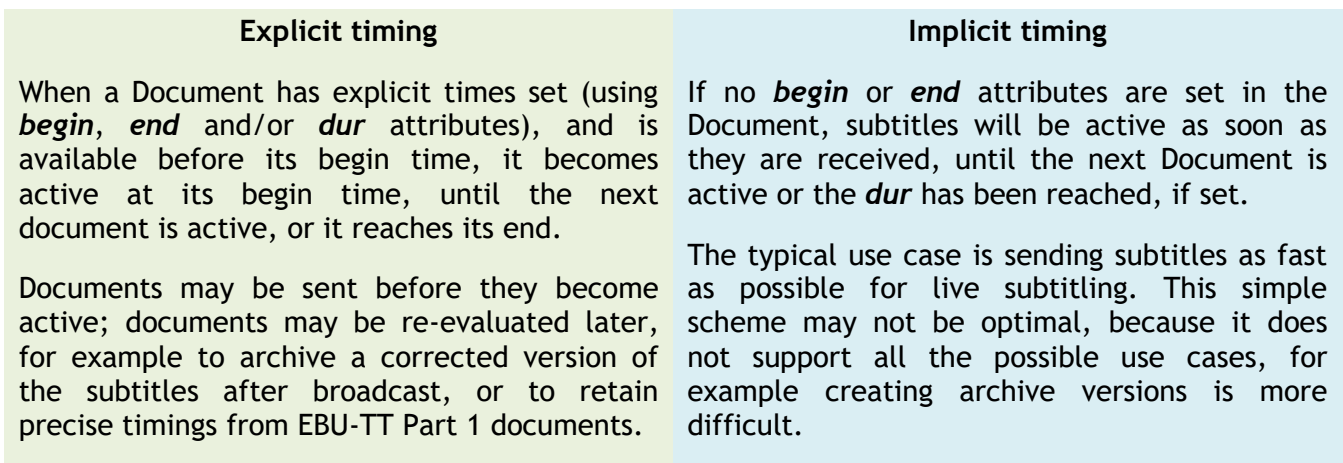 Explicit timing
When a Document has explicit times set (using
begin, end and/or dur attributes), and is
available before its begin time, it becomes
active at its begin time, until the next
document is active, or it reaches its end.
Documents may be sent before they become
active; documents may be re-evaluated later,
for example to archive a corrected version of
the subtitles after broadcast, or to retain
precise timings from EBU-TT Part 1 documents.
Implicit timing
If no begin or end attributes are set in the
Document, subtitles will be active as soon as
they are received, until the next Document is
active or the dur has been reached, if set.
The typical use case is sending subtitles as fast
as possible for live subtitling. This simple
scheme may not be optimal, because it does
not support all the possible use cases, for
example creating archive versions is more
difficult.